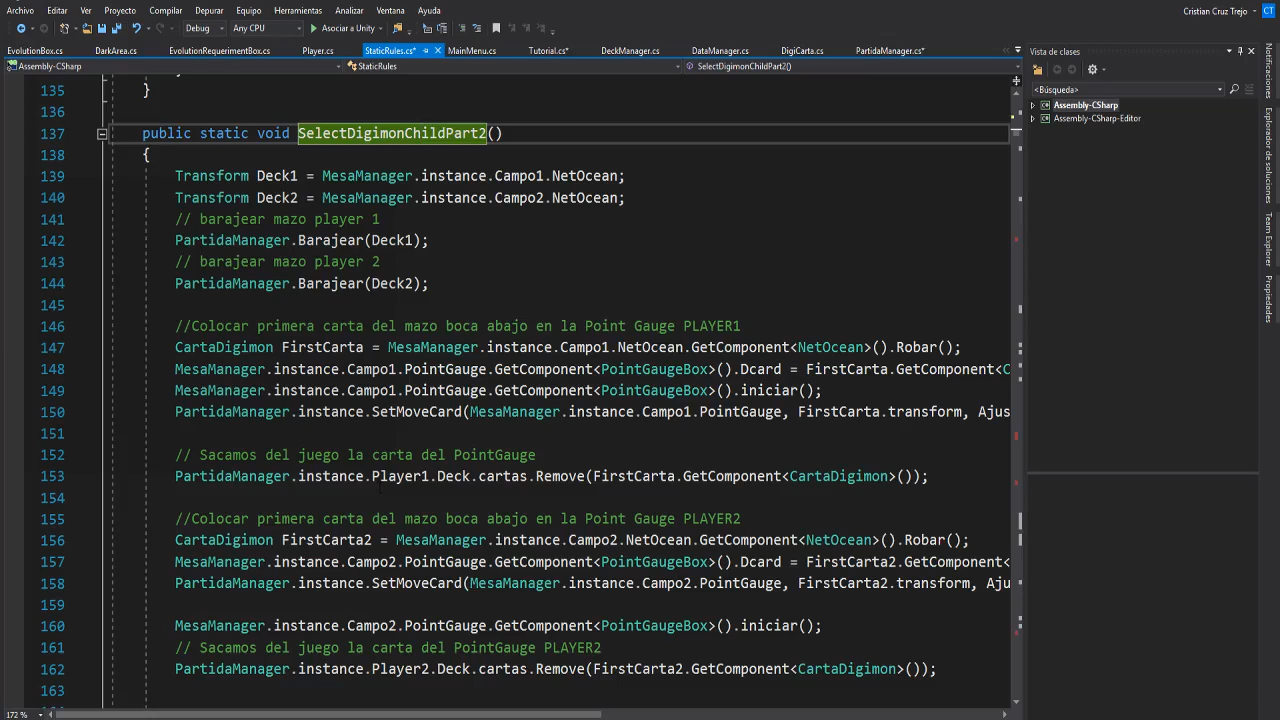 Archivo Editar Ver Proyecto Compilar Depurar Equipo Herramientas Analizar Ventana Ayuda Cristian Cruz Trejo CT
Debug Any CPU Asociar a Unity
EvolutionBox.cs DarkArea.cs EvolutionRequerimentBox.cs Player.cs StaticRules.cs* MainMenu.cs Tutorial.cs* DeckManager.cs DataManager.cs DigiCarta.cs PartidaManager.cs* Vista de clases
Assembly-CSharp StaticRules SelectDigimonChildPart2()
<Búsqueda>
Assembly-CSharp
Assembly-CSharp-Editor
Notificaciones
Explorador de soluciones
Team Explorer
Propiedades
135 }
136
137 public static void SelectDigimonChildPart2()
138 {
139 Transform Deck1 = MesaManager.instance.Campo1.NetOcean;
140 Transform Deck2 = MesaManager.instance.Campo2.NetOcean;
141 // barajear mazo player 1
142 PartidaManager.Barajear(Deck1);
143 // barajear mazo player 2
144 PartidaManager.Barajear(Deck2);
145
146 //Colocar primera carta del mazo boca abajo en la Point Gauge PLAYER1
147 CartaDigimon FirstCarta = MesaManager.instance.Campo1.NetOcean.GetComponent<NetOcean>().Robar();
148 MesaManager.instance.Campo1.PointGauge.GetComponent<PointGaugeBox>().Dcard = FirstCarta.GetComponent<C
149 MesaManager.instance.Campo1.PointGauge.GetComponent<PointGaugeBox>().iniciar();
150 PartidaManager.instance.SetMoveCard(MesaManager.instance.Campo1.PointGauge, FirstCarta.transform, Ajus
151
152 // Sacamos del juego la carta del PointGauge
153 PartidaManager.instance.Player1.Deck.cartas.Remove(FirstCarta.GetComponent<CartaDigimon>());
154
155 //Colocar primera carta del mazo boca abajo en la Point Gauge PLAYER2
156 CartaDigimon FirstCarta2 = MesaManager.instance.Campo2.NetOcean.GetComponent<NetOcean>().Robar();
157 MesaManager.instance.Campo2.PointGauge.GetComponent<PointGaugeBox>().Dcard = FirstCarta2.GetComponent<
158 PartidaManager.instance.SetMoveCard(MesaManager.instance.Campo2.PointGauge, FirstCarta2.transform, Aju
159
160 MesaManager.instance.Campo2.PointGauge.GetComponent<PointGaugeBox>().iniciar();
161 // Sacamos del juego la carta del PointGauge PLAYER2
162 PartidaManager.instance.Player2.Deck.cartas.Remove(FirstCarta2.GetComponent<CartaDigimon>());
163
172 %